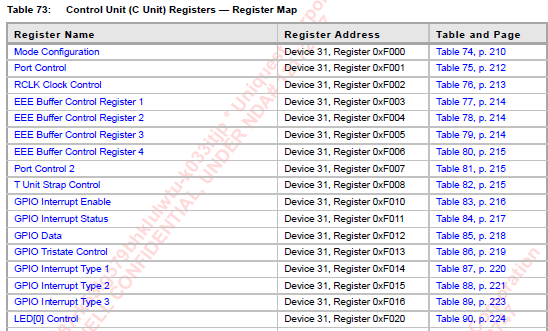 Table 73: Control Unit (C Unit) Registers — Register Map
Register Name Register Address Table and Page
Mode Configuration Device 31, Register 0xF000 Table 74, p. 210
Port Control Device 31, Register 0xF001 Table 75, p. 212
RCLK Clock Control Device 31, Register 0xF002 Table 76, p. 213
EEE Buffer Control Register 1 Device 31, Register 0xF003 Table 77, p. 214
EEE Buffer Control Register 2 Device 31, Register 0xF004 Table 78, p. 214
EEE Buffer Control Register 3 Device 31, Register 0xF005 Table 79, p. 214
EEE Buffer Control Register 4 Device 31, Register 0xF006 Table 80, p. 215
Port Control 2 Device 31, Register 0xF007 Table 81, p. 215
T Unit Strap Control Device 31, Register 0xF008 Table 82, p. 215
GPIO Interrupt Enable Device 31, Register 0xF010 Table 83, p. 216
GPIO Interrupt Status Device 31, Register 0xF011 Table 84, p. 217
GPIO Data Device 31, Register 0xF012 Table 85, p. 218
GPIO Tristate Control Device 31, Register 0xF013 Table 86, p. 219
GPIO Interrupt Type 1 Device 31, Register 0xF014 Table 87, p. 220
GPIO Interrupt Type 2 Device 31, Register 0xF015 Table 88, p. 221
GPIO Interrupt Type 3 Device 31, Register 0xF016 Table 89, p. 223
LED[0] Control Device 31, Register 0xF020 Table 90, p. 224
CONFIDENTIAL, UNDER NDA#